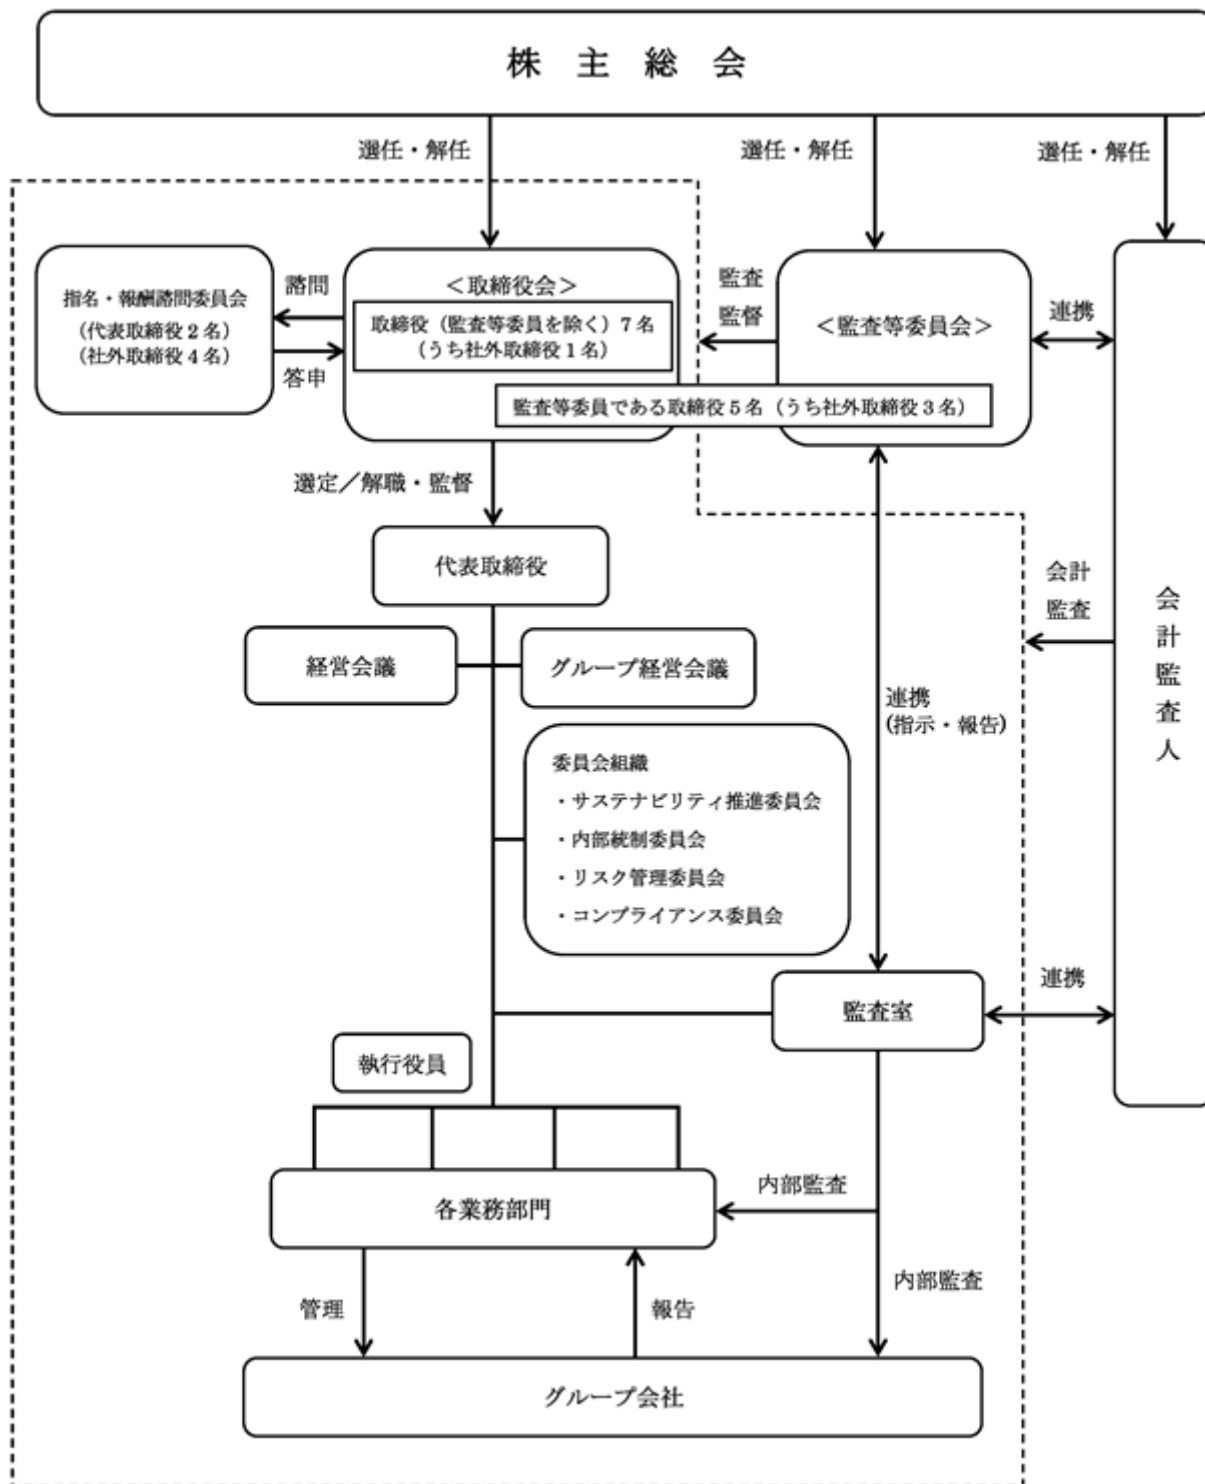 株 主 総 会
選任・解任
選任・解任
選任・解任
指名・報酬諮問委員会
（代表取締役２名）
（社外取締役４名）
諮問
答申
＜取締役会＞
取締役（監査等委員を除く）７名
（うち社外取締役１名）
監査
監督
＜監査等委員会＞
連携
監査等委員である取締役５名（うち社外取締役３名）
選定／解職・監督
代表取締役
経営会議
グループ経営会議
会計
監査
会計監査人
連携
(指示・報告)
委員会組織
・サステナビリティ推進委員会
・内部統制委員会
・リスク管理委員会
・コンプライアンス委員会
監査室
連携
執行役員
各業務部門
内部監査
内部監査
管理
報告
グループ会社